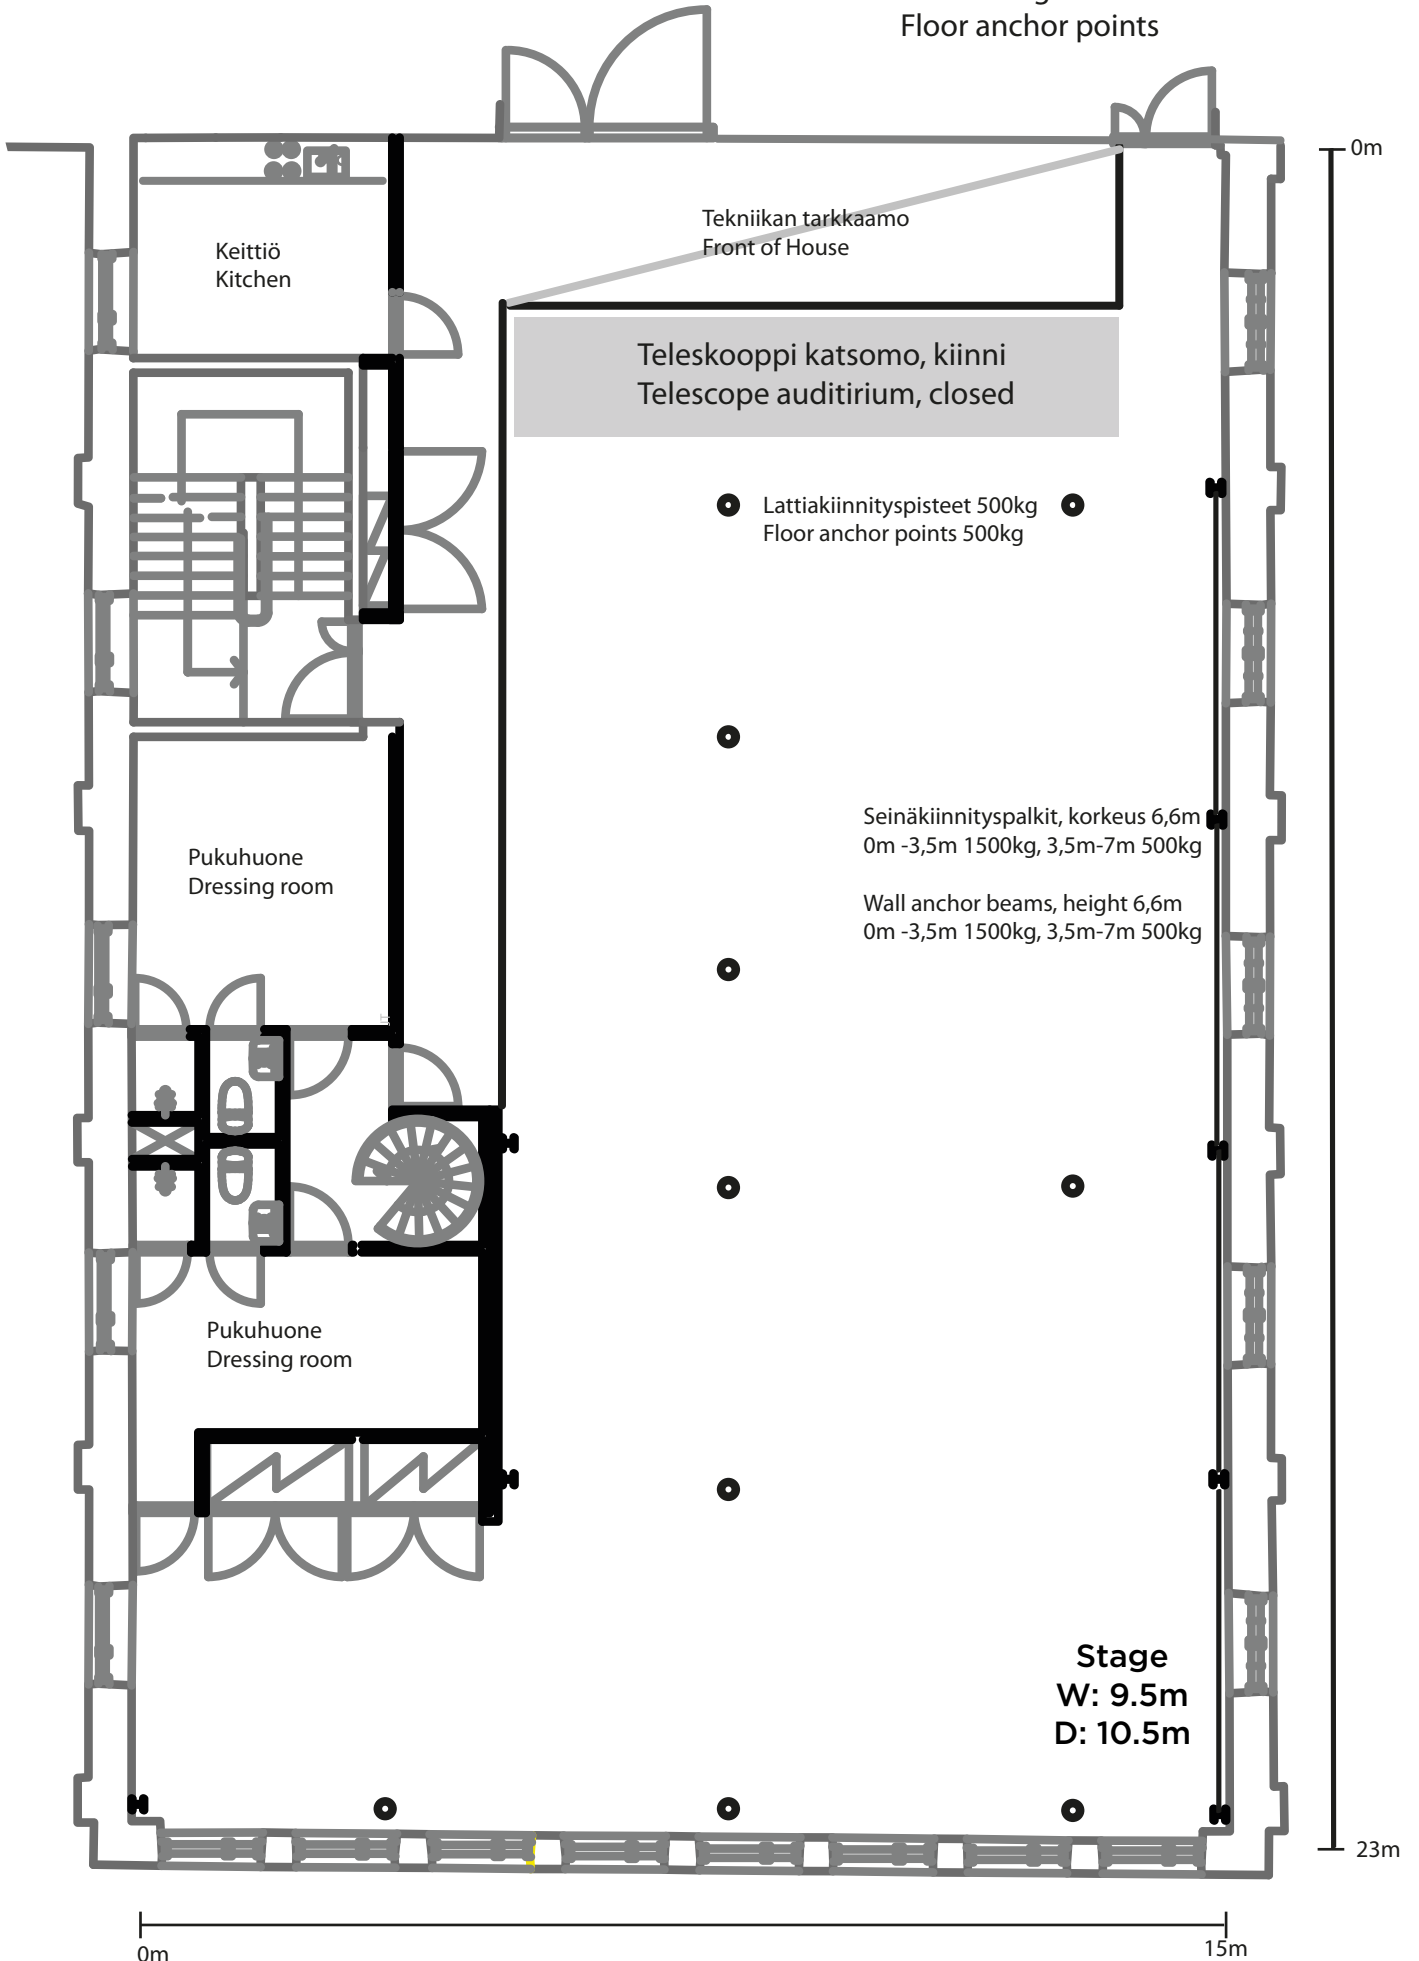 Floor anchor points
0m
Tekniikan tarkkaamo
Front of House
Keittiö
Kitchen
Teleskooppi katsomo, kiinni
Telescope auditirium, closed
Lattiakiinnityspisteet 500kg
Floor anchor points 500kg
Seinäkiinnityspalkit, korkeus 6,6m
0m -3,5m 1500kg, 3,5m-7m 500kg
Wall anchor beams, height 6,6m
0m -3,5m 1500kg, 3,5m-7m 500kg
Pukuhuone
Dressing room
Pukuhuone
Dressing room
Stage
W: 9.5m
D: 10.5m
23m
0m
15m